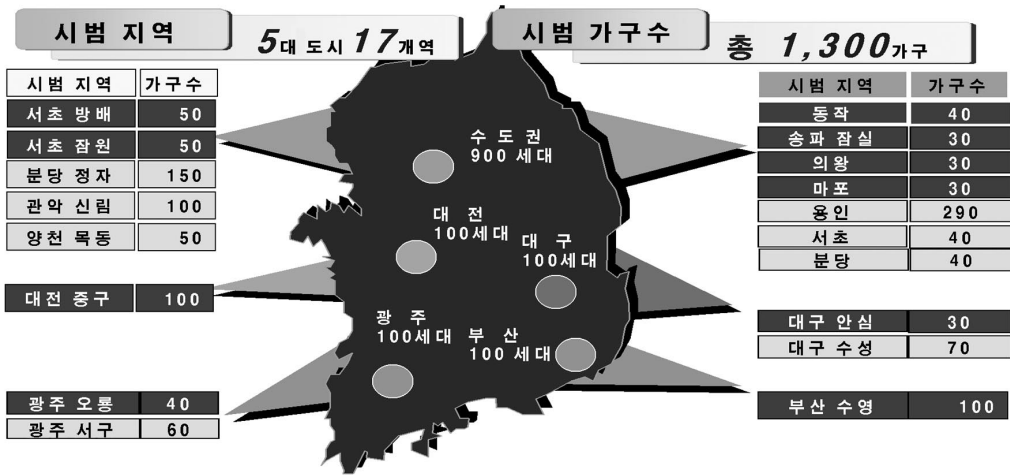 시범 지역
5대 도시 17개역
시범 가구수
총 1,300가구
시범 지역 가구수
서초 방배 50
서초 잠원 50
분당 정자 150
관악 신림 100
양천 목동 50
대전 중구 100
광주 오룡 40
광주 서구 60
수도권
900 세대
대 전
100세대
대 구
100세대
광 주
100세대
부 산
100 세대
시범 지역 가구수
동작 40
송파 잠실 30
의왕 30
마포 30
용인 290
서초 40
분당 40
대구 안심 30
대구 수성 70
부산 수영 100